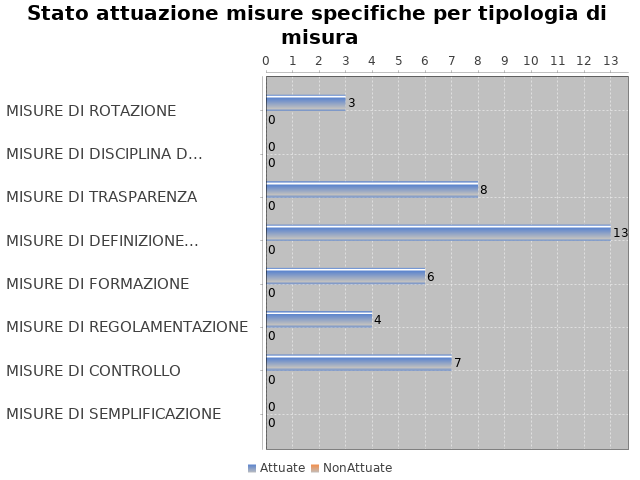 Stato attuazione misure specifiche per tipologia di
misura
0 1 2 3 4 5 6 7 8 9 10 11 12 13
MISURE DI ROTAZIONE 3
0
MISURE DI DISCIPLINA D... 0
0
MISURE DI TRASPARENZA 8
0
MISURE DI DEFINIZIONE... 13
0
MISURE DI FORMAZIONE 6
0
MISURE DI REGOLAMENTAZIONE 4
0
MISURE DI CONTROLLO 7
0
MISURE DI SEMPLIFICAZIONE 0
0
Attuate NonAttuate